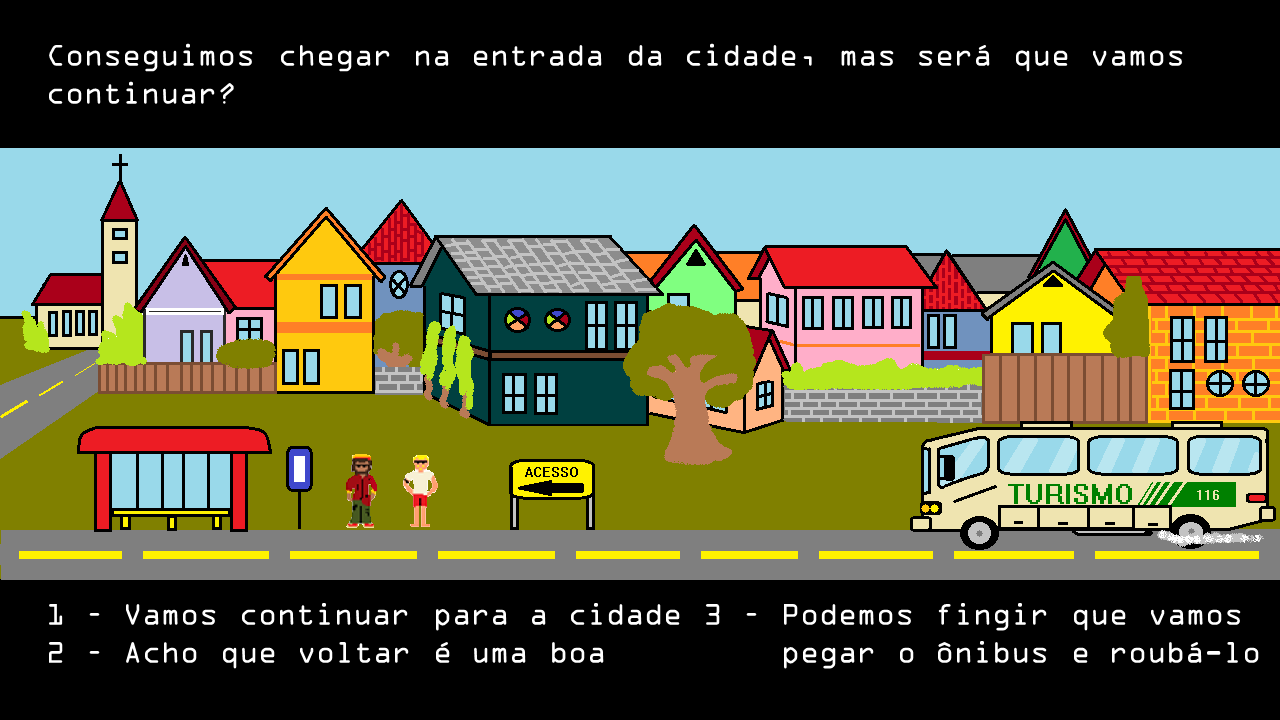 Conseguimos chegar na entrada da cidade, mas será que vamos
continuar?
ACESSO
TURISMO 116
1 - Vamos continuar para a cidade
2 - Acho que voltar é uma boa
3 - Podemos fingir que vamos
pegar o ônibus e roubá-lo